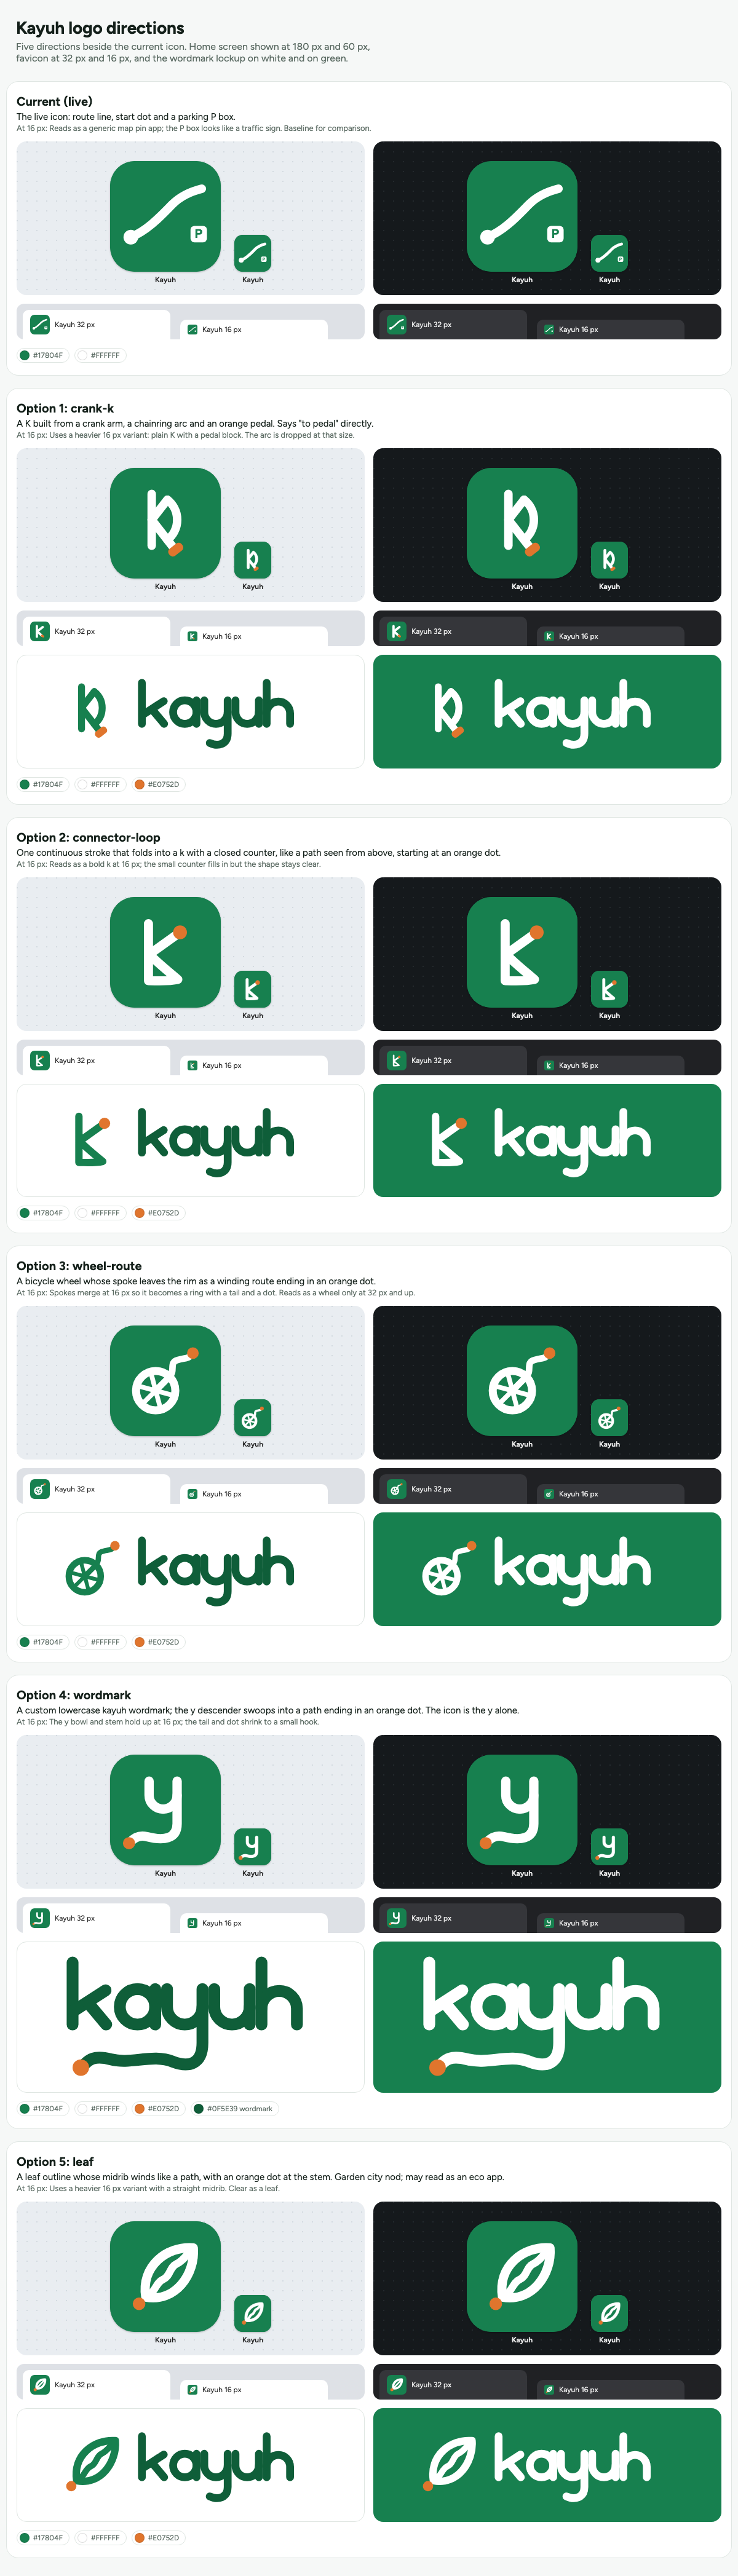 Kayuh logo directions
Five directions beside the current icon. Home screen shown at 180 px and 60 px,
favicon at 32 px and 16 px, and the wordmark lockup on white and on green.
Current (live)
The live icon: route line, start dot and a parking P box.
At 16 px: Reads as a generic map pin app; the P box looks like a traffic sign. Baseline for comparison.
P
P
Kayuh
Kayuh
P
P
Kayuh
Kayuh
Kayuh 32 px
Kayuh 16 px
Kayuh 32 px
Kayuh 16 px
#17804F
#FFFFFF
Option 1: crank-k
A K built from a crank arm, a chainring arc and an orange pedal. Says "to pedal" directly.
At 16 px: Uses a heavier 16 px variant: plain K with a pedal block. The arc is dropped at that size.
Kayuh
Kayuh
Kayuh
Kayuh
K
Kayuh 32 px
K
Kayuh 16 px
K
Kayuh 32 px
K
Kayuh 16 px
kayuh
kayuh
#17804F
#FFFFFF
#E0752D
Option 2: connector-loop
One continuous stroke that folds into a k with a closed counter, like a path seen from above, starting at an orange dot.
At 16 px: Reads as a bold k at 16 px; the small counter fills in but the shape stays clear.
Kayuh
Kayuh
Kayuh
Kayuh
Kayuh 32 px
Kayuh 16 px
Kayuh 32 px
Kayuh 16 px
kayuh
kayuh
#17804F
#FFFFFF
#E0752D
Option 3: wheel-route
A bicycle wheel whose spoke leaves the rim as a winding route ending in an orange dot.
At 16 px: Spokes merge at 16 px so it becomes a ring with a tail and a dot. Reads as a wheel only at 32 px and up.
Kayuh
Kayuh
Kayuh
Kayuh
Kayuh 32 px
Kayuh 16 px
Kayuh 32 px
Kayuh 16 px
kayuh
kayuh
#17804F
#FFFFFF
#E0752D
Option 4: wordmark
A custom lowercase kayuh wordmark; the y descender swoops into a path ending in an orange dot. The icon is the y alone.
At 16 px: The y bowl and stem hold up at 16 px; the tail and dot shrink to a small hook.
y
y
Kayuh
Kayuh
y
y
Kayuh
Kayuh
y
Kayuh 32 px
y
Kayuh 16 px
y
Kayuh 32 px
y
Kayuh 16 px
kayuh
kayuh
#17804F
#FFFFFF
#E0752D
#0F5E39 wordmark
Option 5: leaf
A leaf outline whose midrib winds like a path, with an orange dot at the stem. Garden city nod; may read as an eco app.
At 16 px: Uses a heavier 16 px variant with a straight midrib. Clear as a leaf.
Kayuh
Kayuh
Kayuh
Kayuh
Kayuh 32 px
Kayuh 16 px
Kayuh 32 px
Kayuh 16 px
kayuh
kayuh
#17804F
#FFFFFF
#E0752D